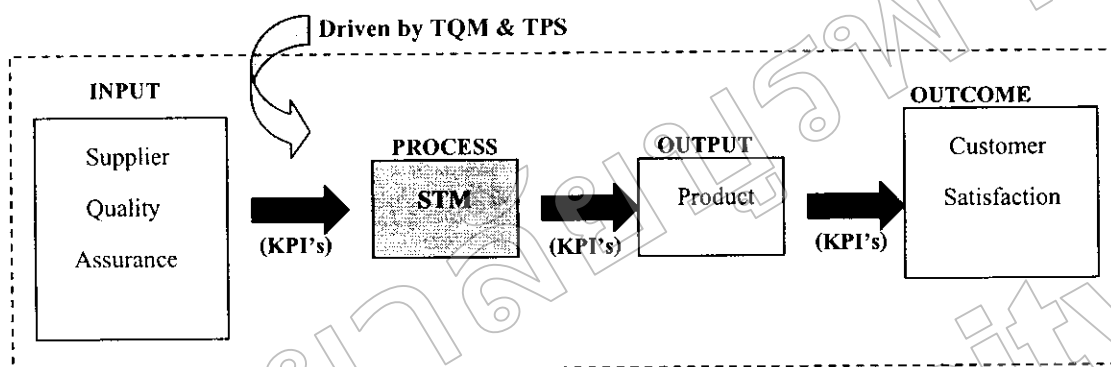 Driven by TQM & TPS
INPUT
Supplier
Quality
Assurance
(KPI's)
PROCESS
STM
(KPI's)
OUTPUT
Product
(KPI's)
OUTCOME
Customer
Satisfaction